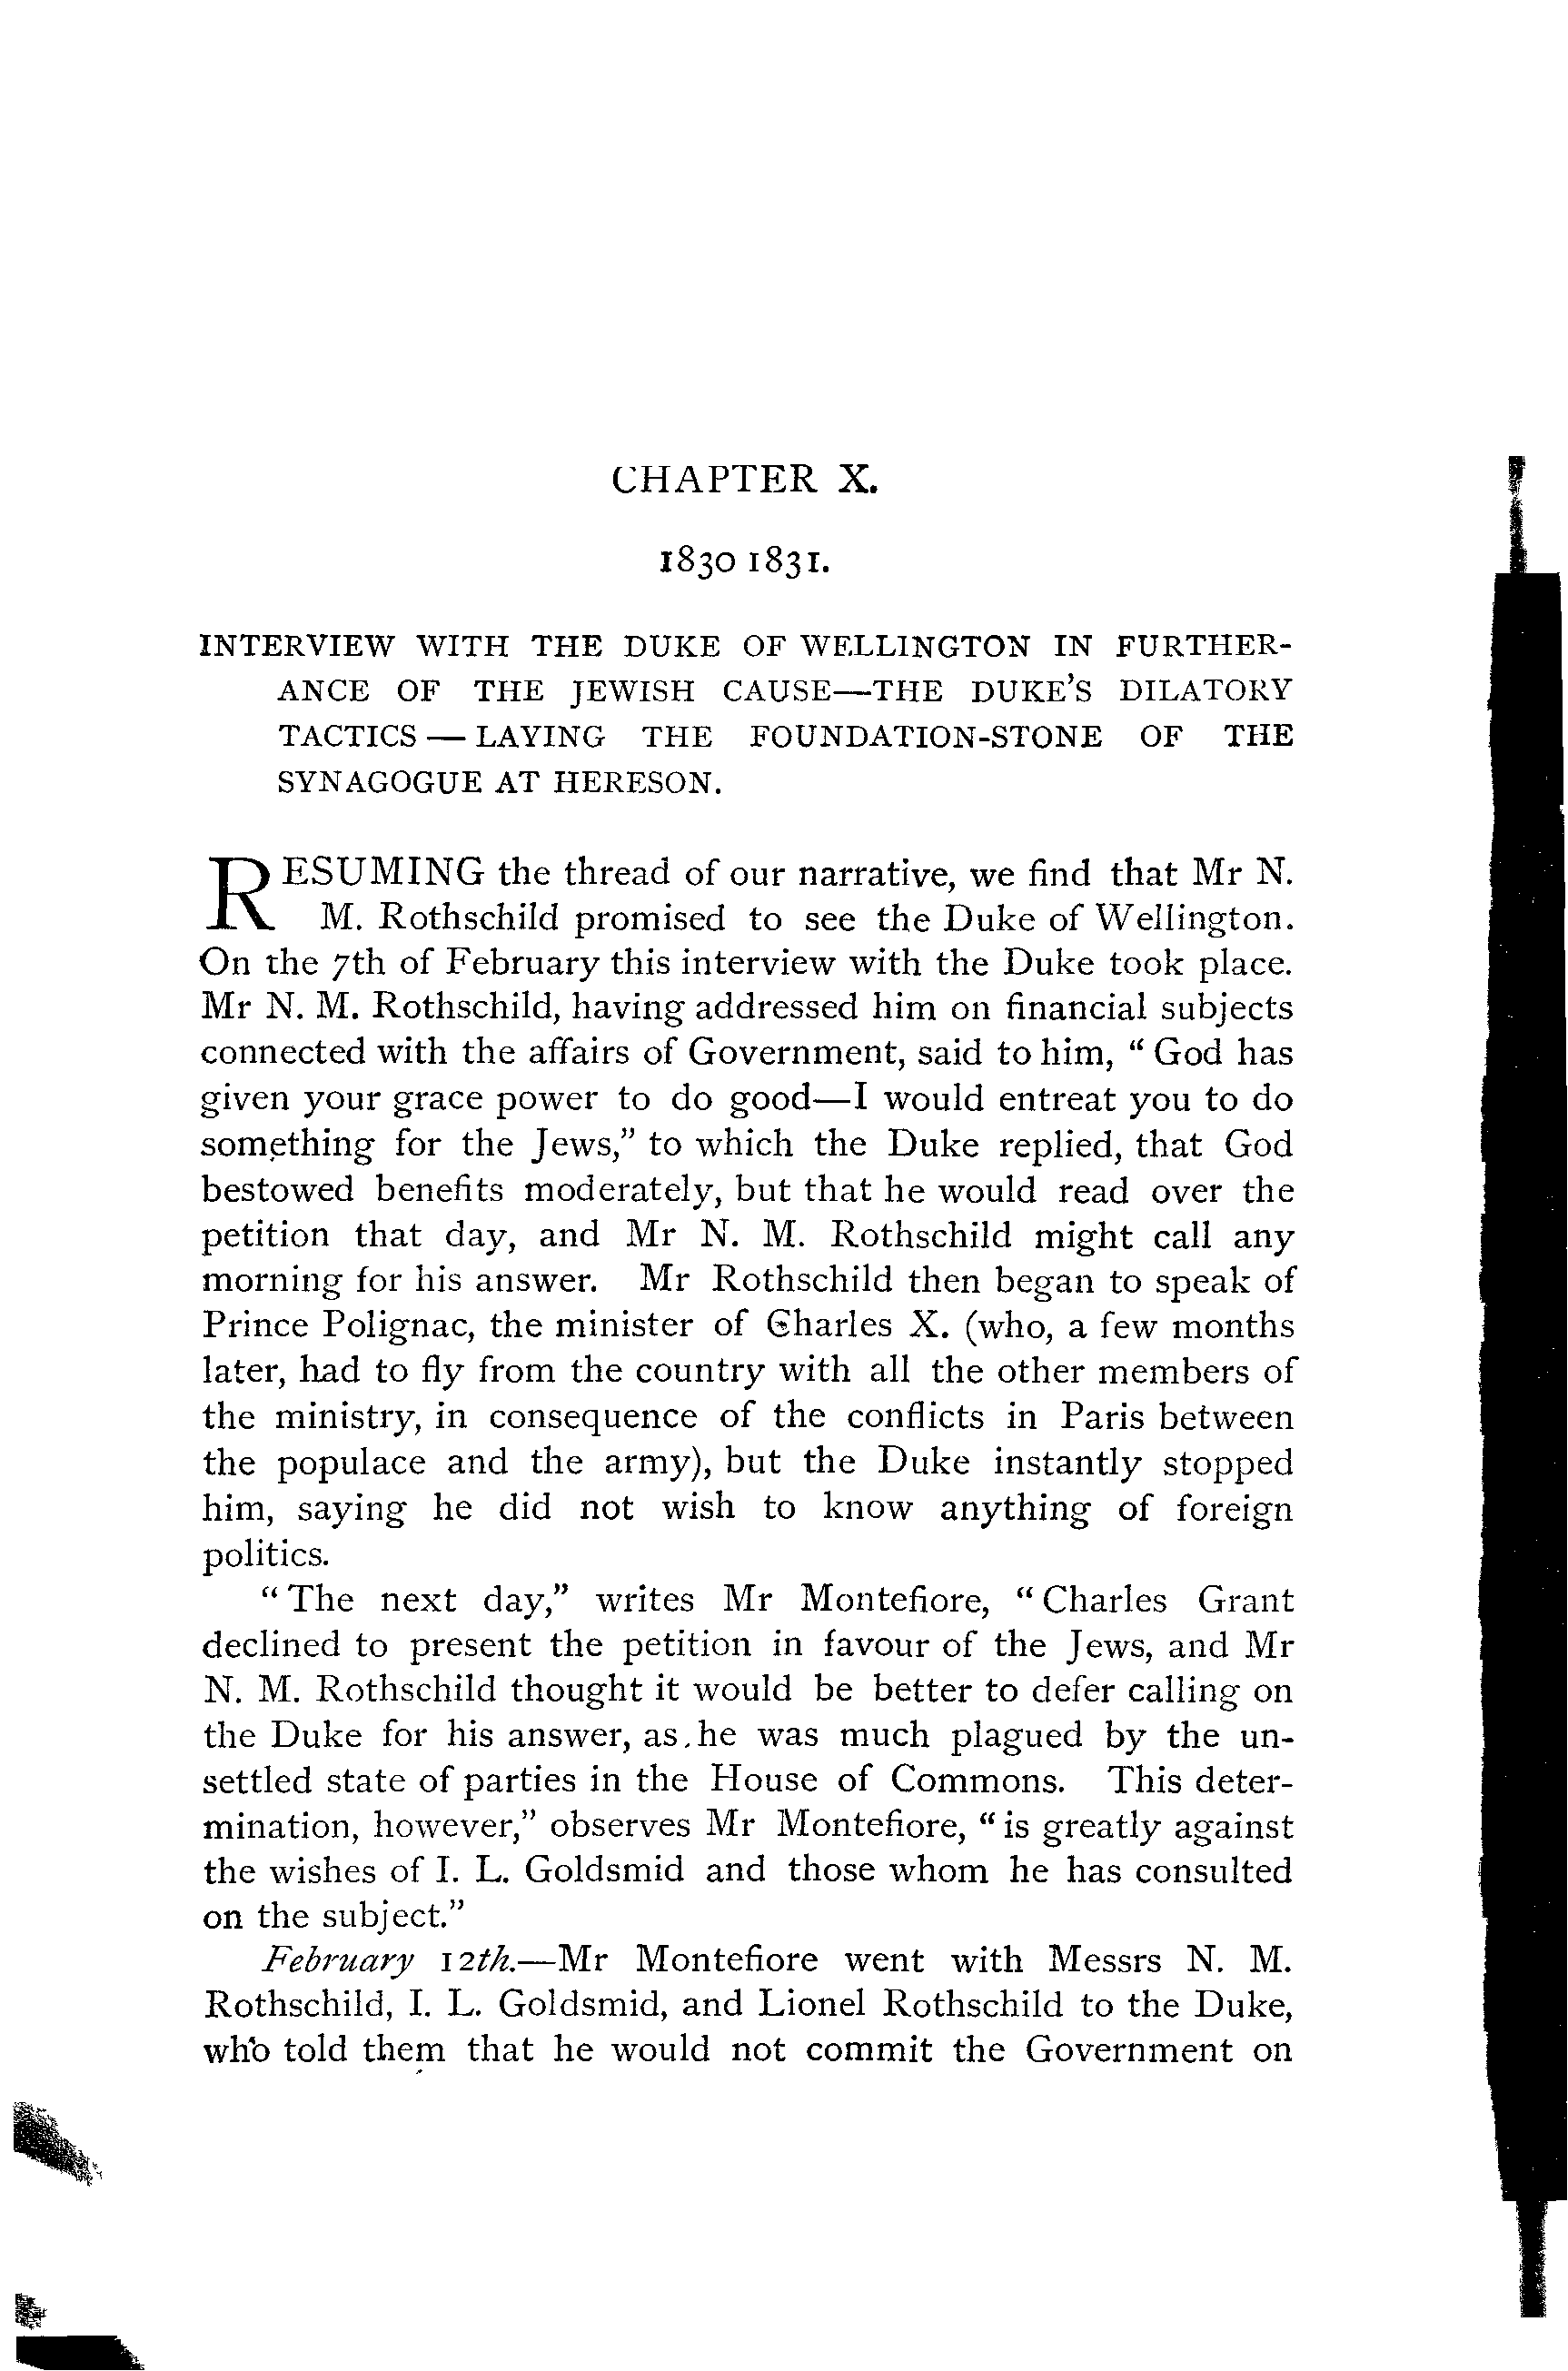 CHAPTER X.
1830 1831.
INTERVIEW WITH THE DUKE OF WELLINGTON IN FURTHER-
ANCE OF THE JEWISH CAUSE—THE DUKE'S DILATORY
TACTICS — LAYING THE FOUNDATION-STONE OF THE
SYNAGOGUE AT HERESON.
RESUMING the thread of our narrative, we find that Mr N.
M. Rothschild promised to see the Duke of Wellington.
On the 7th of February this interview with the Duke took place.
Mr N. M. Rothschild, having addressed him on financial subjects
connected with the affairs of Government, said to him, “ God has
given your grace power to do good—I would entreat you to do
something for the Jews,” to which the Duke replied, that God
bestowed benefits moderately, but that he would read over the
petition that day, and Mr N. M. Rothschild might call any
morning for his answer. Mr Rothschild then began to speak of
Prince Polignac, the minister of Charles X. (who, a few months
later, had to fly from the country with all the other members of
the ministry, in consequence of the conflicts in Paris between
the populace and the army), but the Duke instantly stopped
him, saying he did not wish to know anything of foreign
politics.
“ The next day,” writes Mr Montefiore, “ Charles Grant
declined to present the petition in favour of the Jews, and Mr
N. M. Rothschild thought it would be better to defer calling on
the Duke for his answer, as he was much plagued by the un-
settled state of parties in the House of Commons. This deter-
mination, however,” observes Mr Montefiore, “ is greatly against
the wishes of I. L. Goldsmid and those whom he has consulted
on the subject.”
February 12th.—Mr Montefiore went with Messrs N. M.
Rothschild, I. L. Goldsmid, and Lionel Rothschild to the Duke,
who told them that he would not commit the Government on